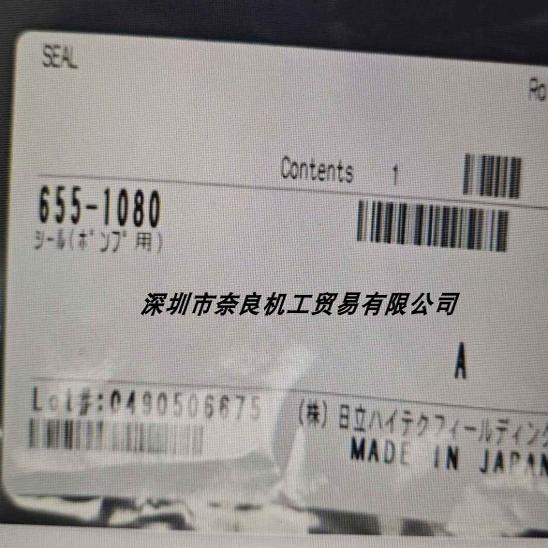 SEAL
Ro
Contents 1
655-1080
シール(ポンプ用)
深圳市奈良机工贸易有限公司
A
Lot#:0490506675
(株)日立ハイテクフィールディング
MADE IN JAPAN